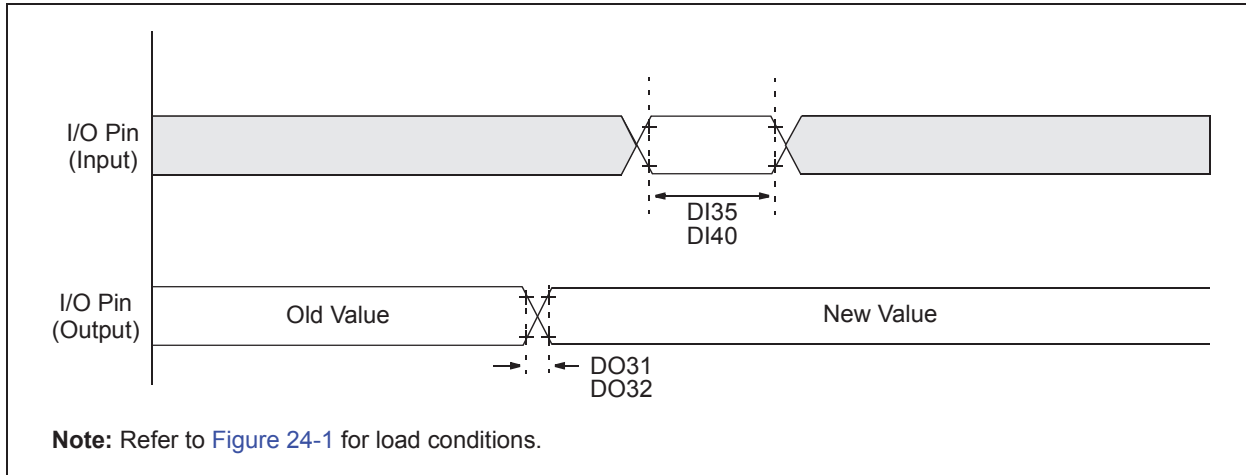 I/O Pin
(Input)
DI35
DI40
I/O Pin
(Output)
Old Value
New Value
DO31
DO32
Note: Refer to Figure 24-1 for load conditions.